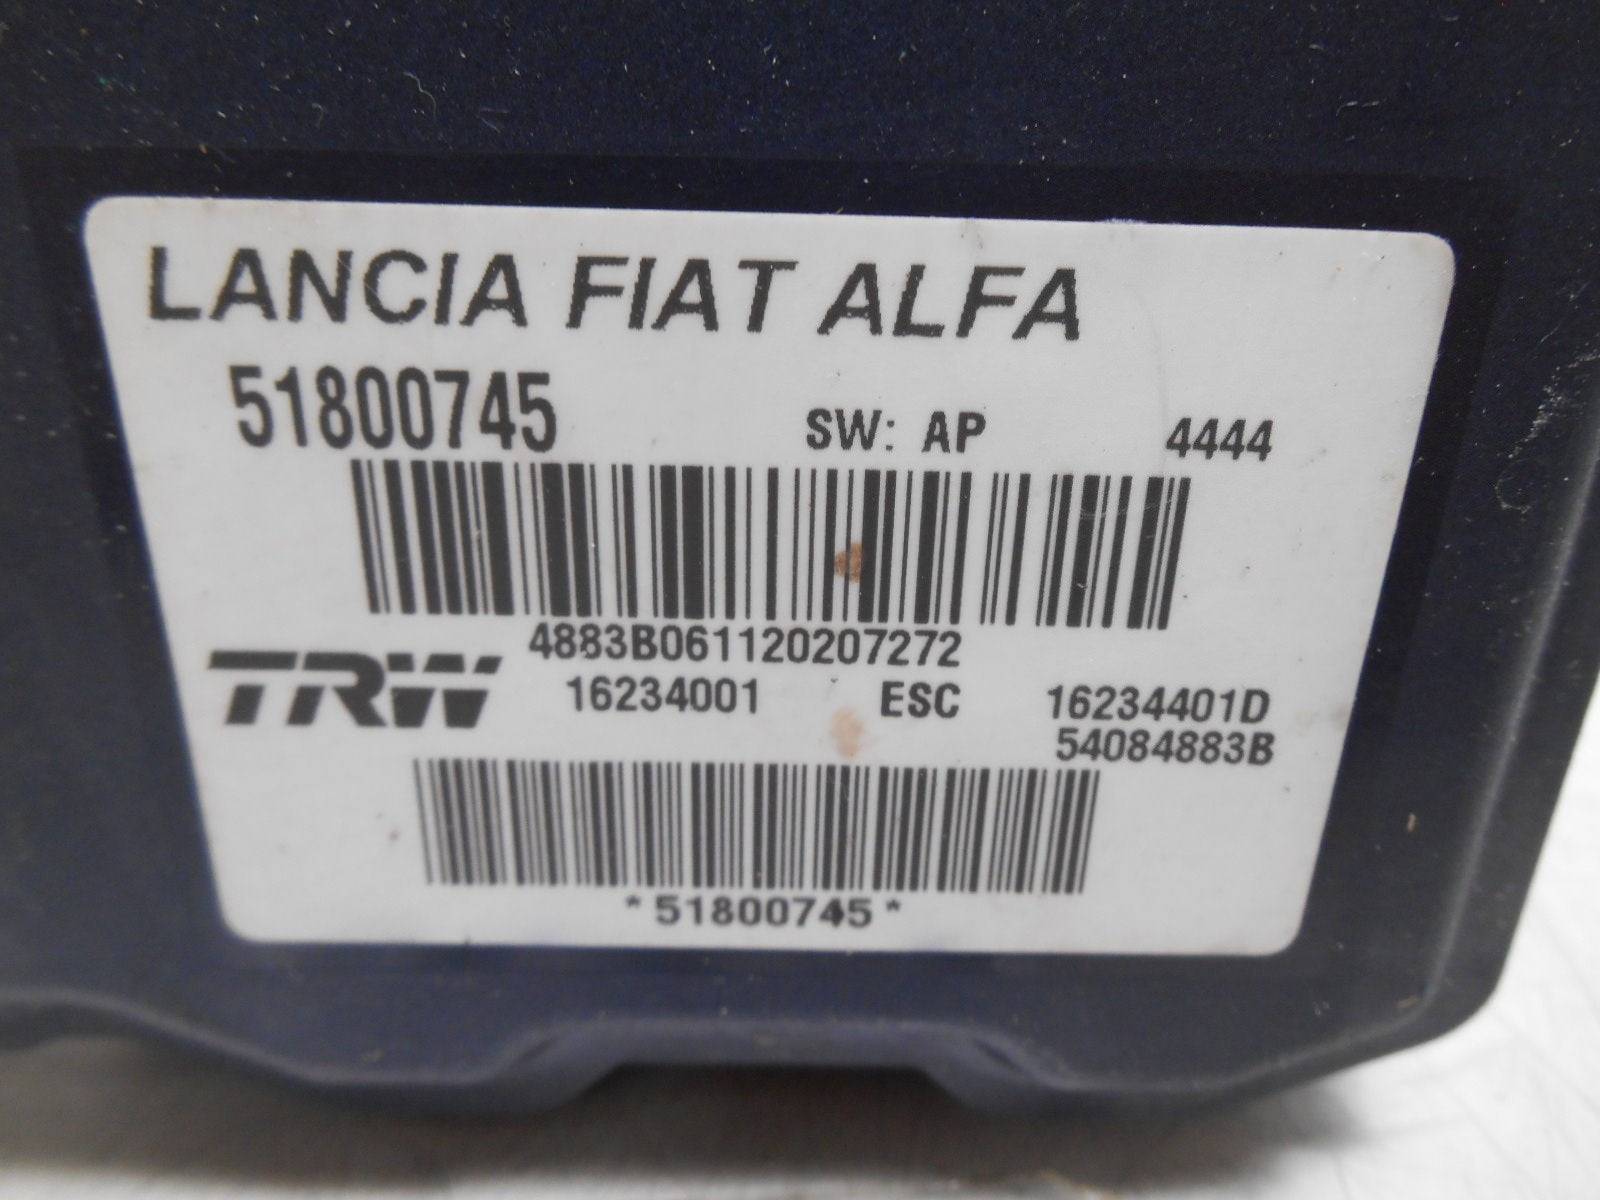 LANCIA FIAT ALFA
51800745 SW: AP 4444
4883B061120207272
TRW 16234001 ESC 16234401D
54084883B
*51800745*